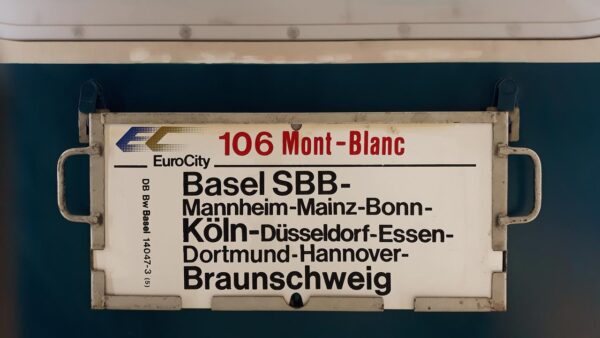 EC
EuroCity
106 Mont-Blanc
Basel SBB-
Mannheim-Mainz-Bonn-
Köln-Düsseldorf-Essen-
Dortmund-Hannover-
Braunschweig
DB Bw Basel 14047-3 (5)